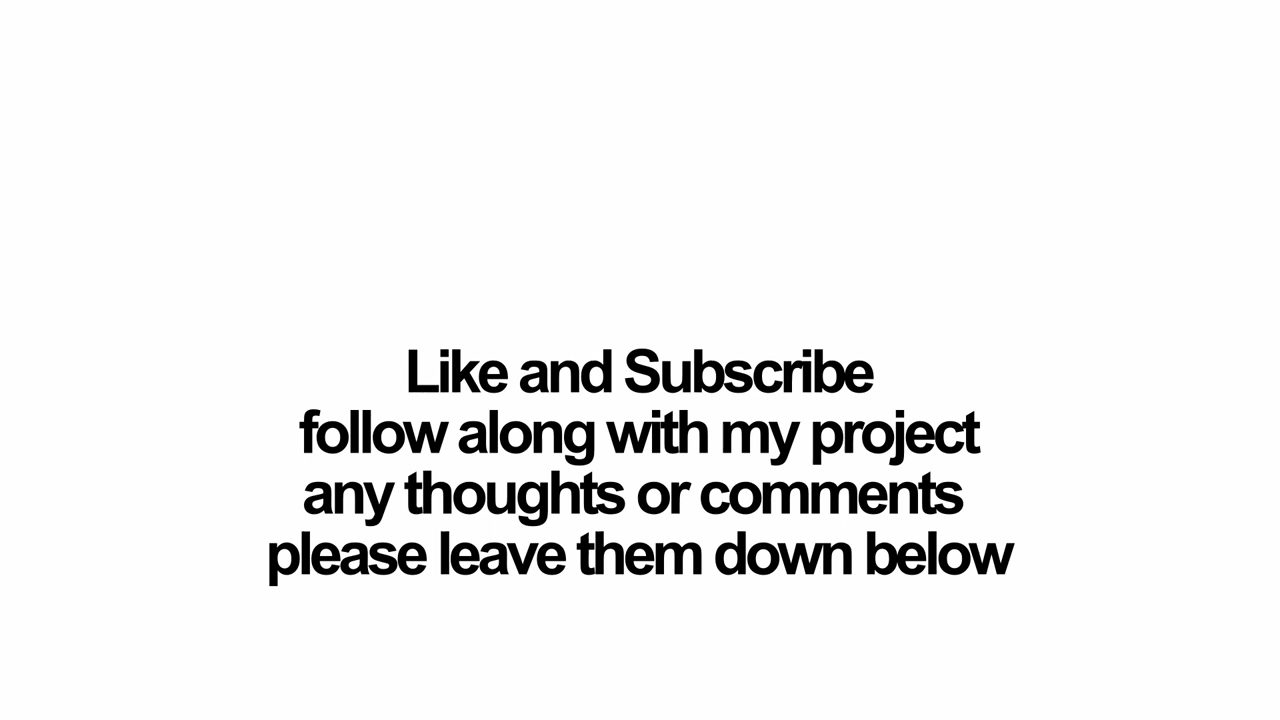 Like and Subscribe
follow along with my project
any thoughts or comments
please leave them down below